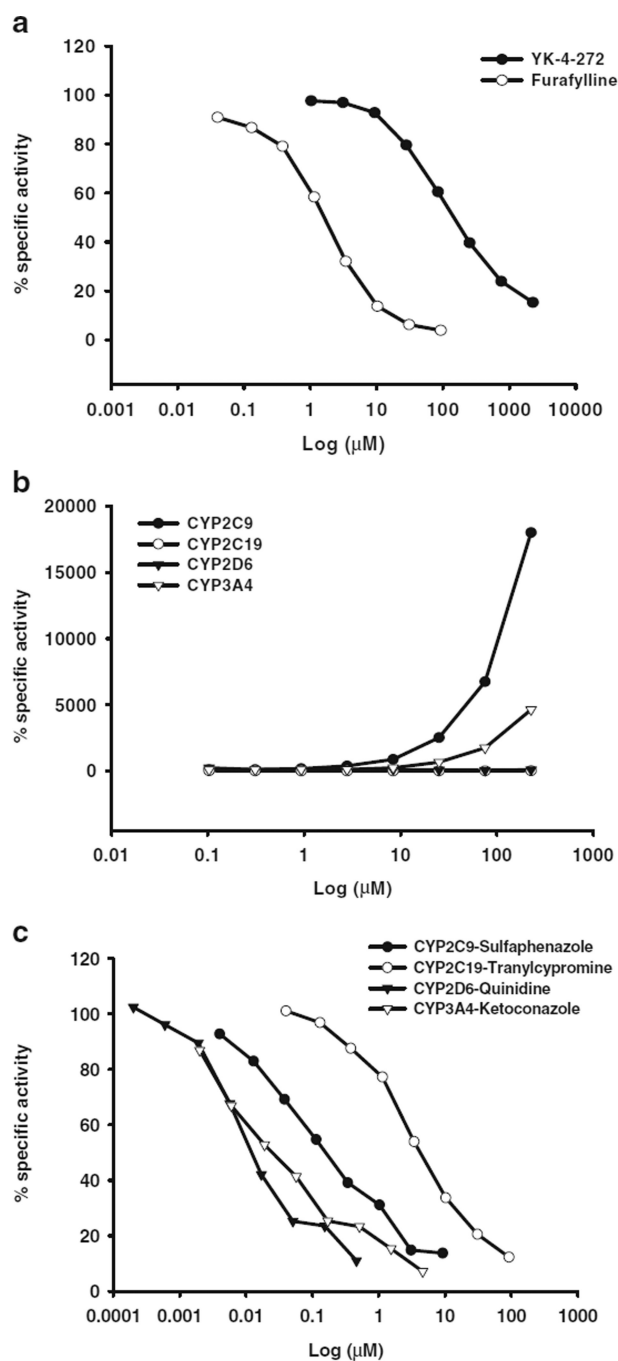 a
120
100
80
60
40
20
0
% specific activity
YK-4-272
Furafylline
0.001 0.01 0.1 1 10 100 1000 10000
Log (μM)
b
20000
15000
10000
5000
0
% specific activity
CYP2C9
CYP2C19
CYP2D6
CYP3A4
0.01 0.1 1 10 100 1000
Log (μM)
c
120
100
80
60
40
20
0
% specific activity
CYP2C9-Sulfaphenazole
CYP2C19-Tranylcypromine
CYP2D6-Quinidine
CYP3A4-Ketoconazole
0.0001 0.001 0.01 0.1 1 10 100 1000
Log (μM)